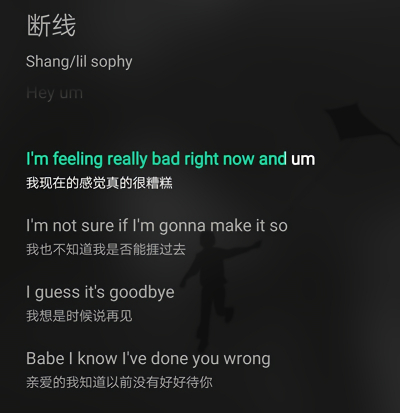 断线
Shang/lil sophy
Hey um
I'm feeling really bad right now and um
我现在的感觉真的很糟糕
I'm not sure if I'm gonna make it so
我也不知道我是否能捱过去
I guess it's goodbye
我想是时候说再见
Babe I know I've done you wrong
亲爱的我知道以前没有好好待你